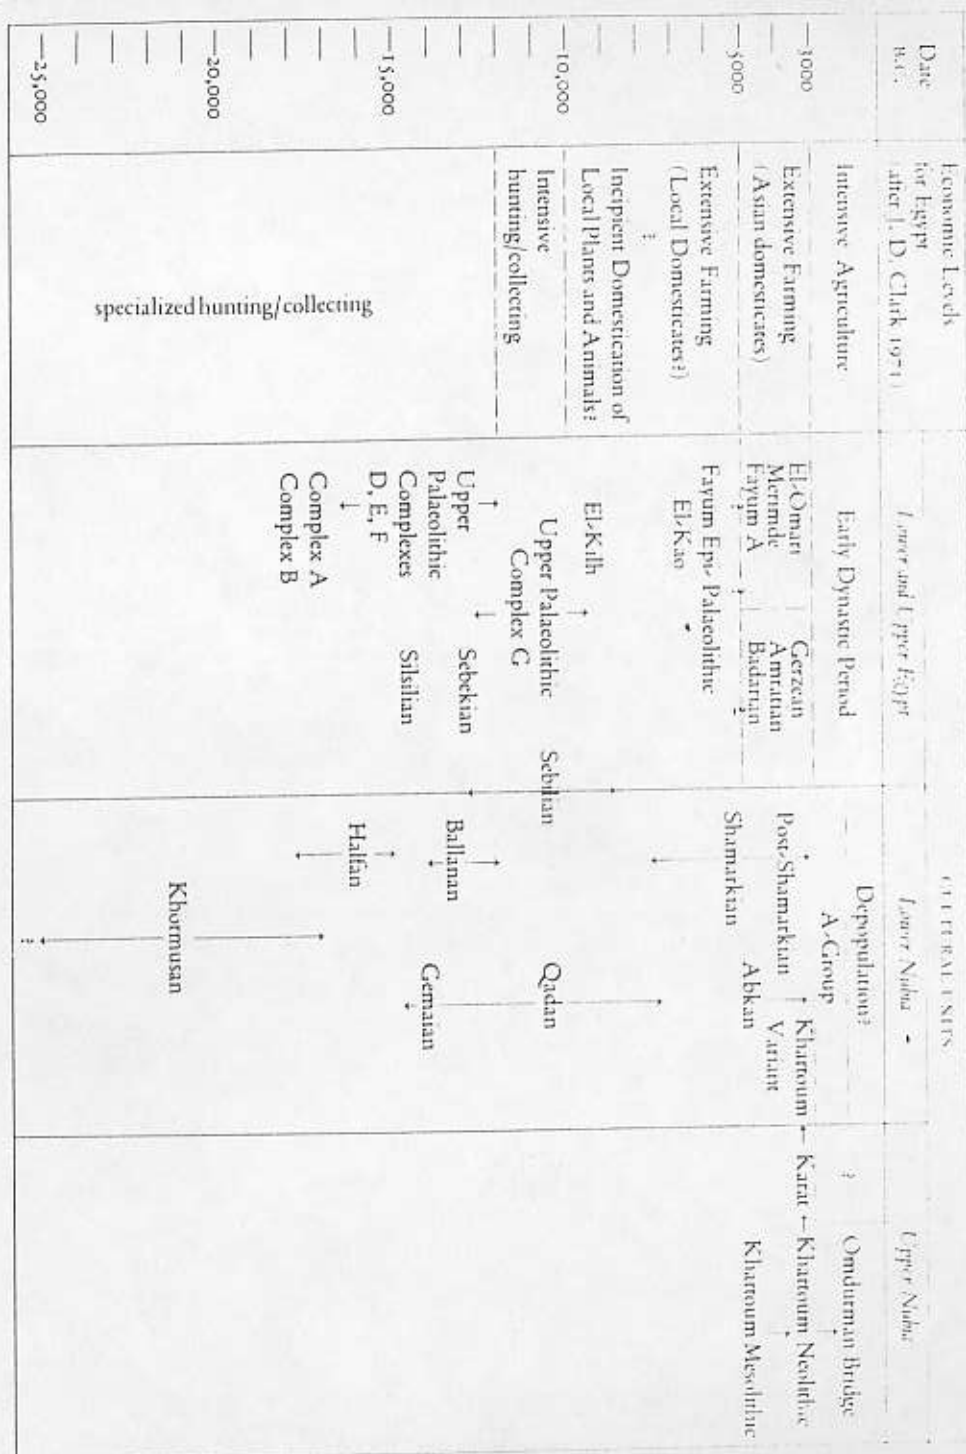 Date
B.C.
Economic Levels
for Egypt
(after J. D. Clark 1971)
CULTURAL UNITS
Lower and Upper Egypt
Lower Nubia
Upper Nubia
3000
5000
10,000
15,000
20,000
25,000
Intensive Agriculture
Extensive Farming
(Asian domesticates)
Extensive Farming
(Local Domesticates?)
?
Incipient Domestication of
Local Plants and Animals?
Intensive
hunting/collecting
specialized hunting/collecting
Early Dynastic Period
El-Omari
Merimde
Fayum A
Gerzean
Amratian
Badarian
Fayum Epi-Palaeolithic
El-Kao
El-Kilh
Upper Palaeolithic
Complex G
Upper
Palaeolithic
Complexes
D, E, F
Sebekian
Silsilian
Complex A
Complex B
Sebilian
Depopulation?
A-Group
Post-Shamarkian
Shamarkian
Khartoum
Variant
Abkan
Qadan
Ballanan
Gemaian
Halfan
Khormusan
?
?
Omdurman Bridge
Karat ← Khartoum Neolithic
Khartoum Mesolithic